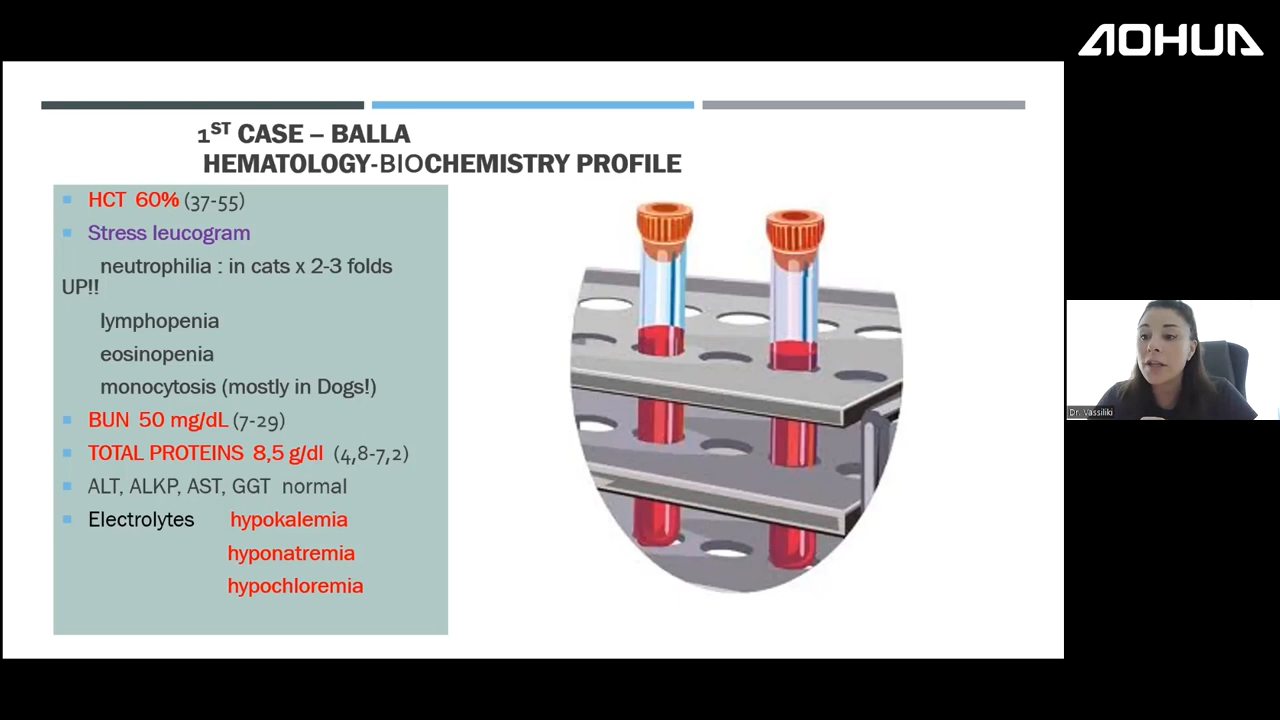 AOHUA
1ST CASE – BALLA
HEMATOLOGY-BIOCHEMISTRY PROFILE
HCT 60% (37-55)
Stress leucogram
neutrophilia : in cats x 2-3 folds
UP!!
lymphopenia
eosinopenia
monocytosis (mostly in Dogs!)
BUN 50 mg/dL (7-29)
TOTAL PROTEINS 8,5 g/dl (4,8-7,2)
ALT, ALKP, AST, GGT normal
Electrolytes hypokalemia
hyponatremia
hypochloremia
Dr. Vassiliki